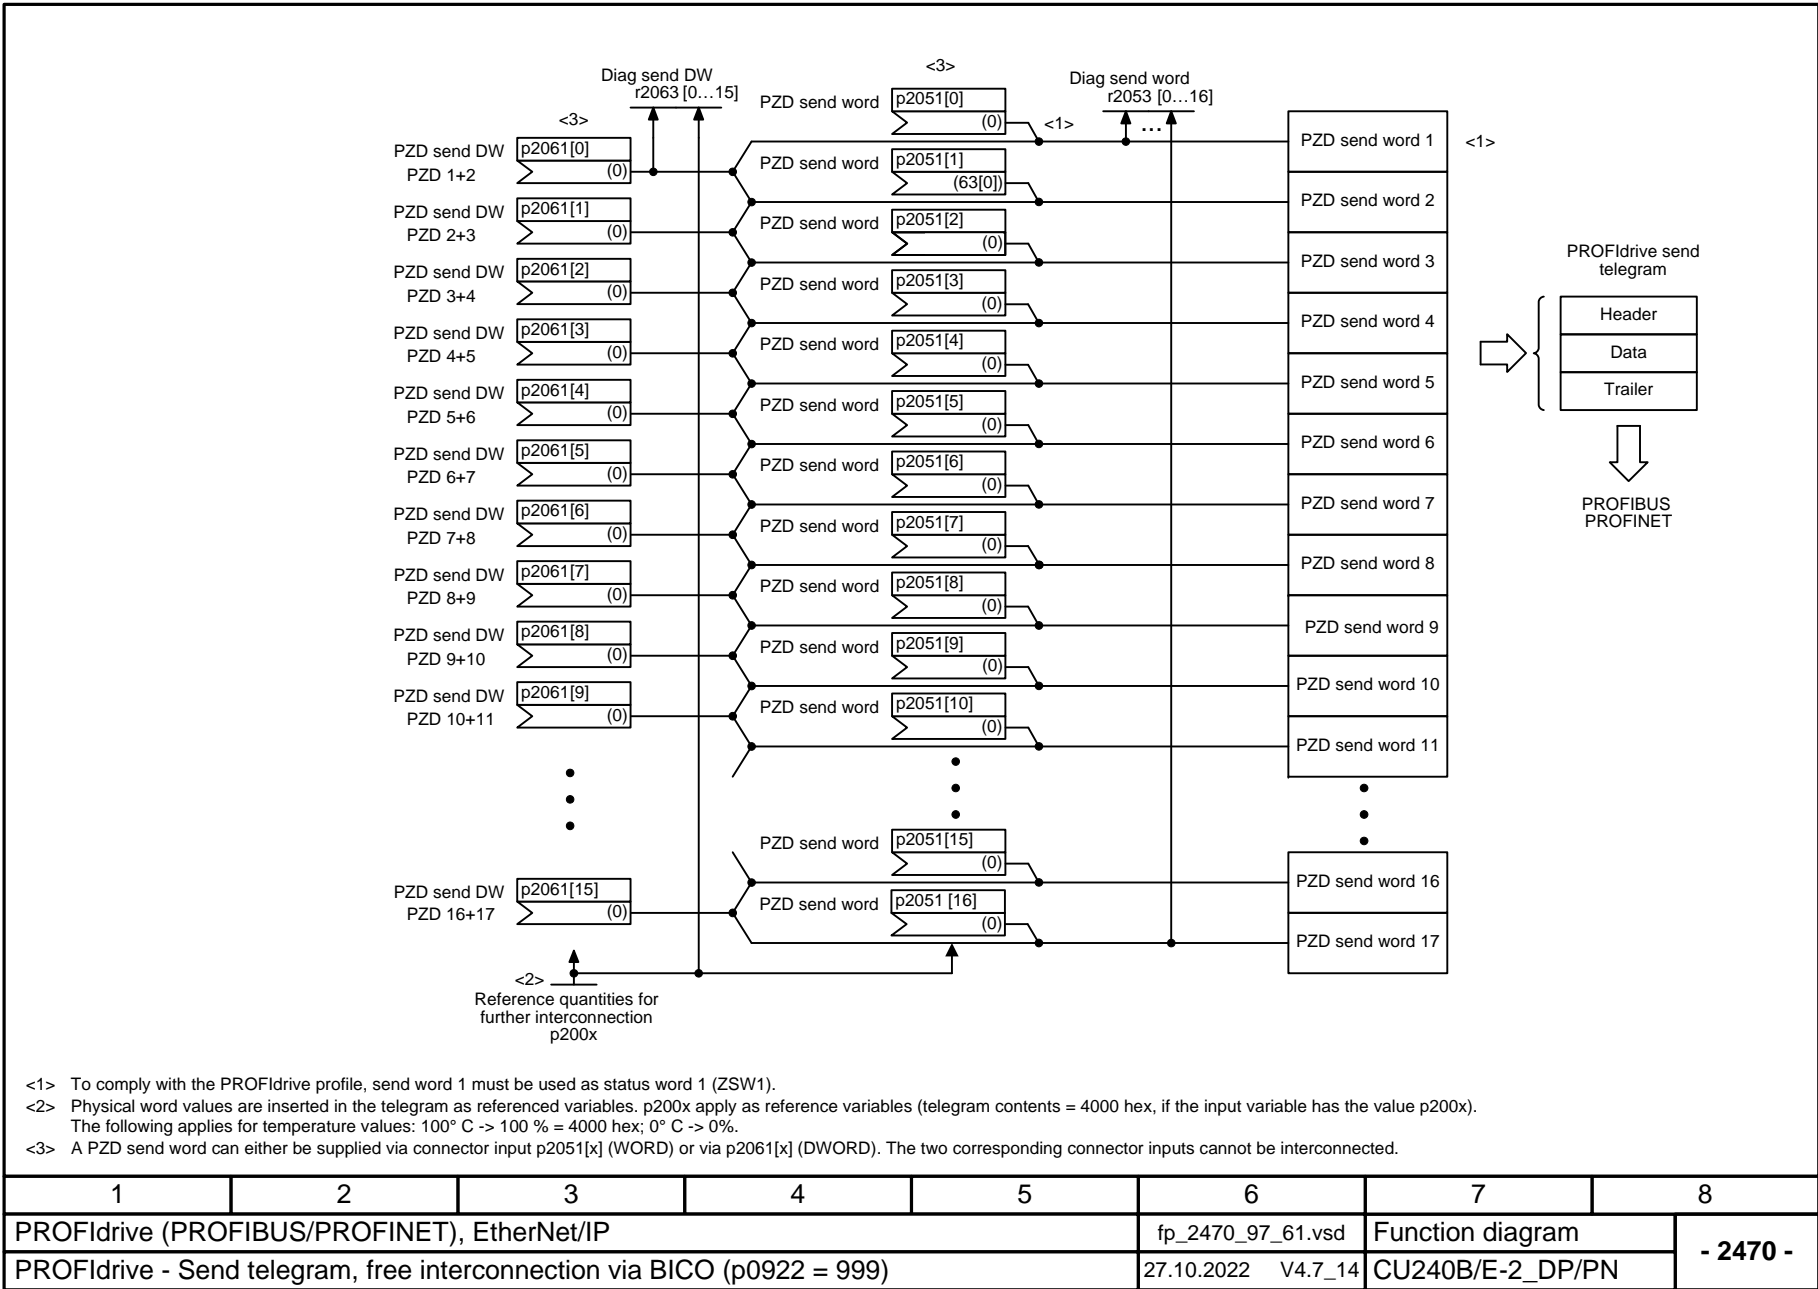 Diag send DW
r2063 [0...15]
<3>
<3>
PZD send word p2051[0]
(0)
<1>
Diag send word
r2053 [0...16]
...
PZD send DW
PZD 1+2
p2061[0]
(0)
PZD send word p2051[1]
(63[0])
PZD send word 1 <1>
PZD send DW
PZD 2+3
p2061[1]
(0)
PZD send word p2051[2]
(0)
PZD send word 2
PZD send DW
PZD 3+4
p2061[2]
(0)
PZD send word p2051[3]
(0)
PZD send word 3
PZD send DW
PZD 4+5
p2061[3]
(0)
PZD send word p2051[4]
(0)
PZD send word 4
PZD send DW
PZD 5+6
p2061[4]
(0)
PZD send word p2051[5]
(0)
PZD send word 5
PZD send DW
PZD 6+7
p2061[5]
(0)
PZD send word p2051[6]
(0)
PZD send word 6
PZD send DW
PZD 7+8
p2061[6]
(0)
PZD send word p2051[7]
(0)
PZD send word 7
PZD send DW
PZD 8+9
p2061[7]
(0)
PZD send word p2051[8]
(0)
PZD send word 8
PZD send DW
PZD 9+10
p2061[8]
(0)
PZD send word p2051[9]
(0)
PZD send word 9
PZD send DW
PZD 10+11
p2061[9]
(0)
PZD send word p2051[10]
(0)
PZD send word 10
PZD send word 11
PZD send word p2051[15]
(0)
PZD send word 16
PZD send DW
PZD 16+17
p2061[15]
(0)
PZD send word p2051 [16]
(0)
PZD send word 17
PROFIdrive send
telegram
Header
Data
Trailer
PROFIBUS
PROFINET
<2>
Reference quantities for
further interconnection
p200x
<1> To comply with the PROFIdrive profile, send word 1 must be used as status word 1 (ZSW1).
<2> Physical word values are inserted in the telegram as referenced variables. p200x apply as reference variables (telegram contents = 4000 hex, if the input variable has the value p200x).
The following applies for temperature values: 100° C -> 100 % = 4000 hex; 0° C -> 0%.
<3> A PZD send word can either be supplied via connector input p2051[x] (WORD) or via p2061[x] (DWORD). The two corresponding connector inputs cannot be interconnected.
1 2 3 4 5 6 7 8
PROFIdrive (PROFIBUS/PROFINET), EtherNet/IP fp_2470_97_61.vsd Function diagram
- 2470 -
PROFIdrive - Send telegram, free interconnection via BICO (p0922 = 999) 27.10.2022 V4.7_14 CU240B/E-2_DP/PN